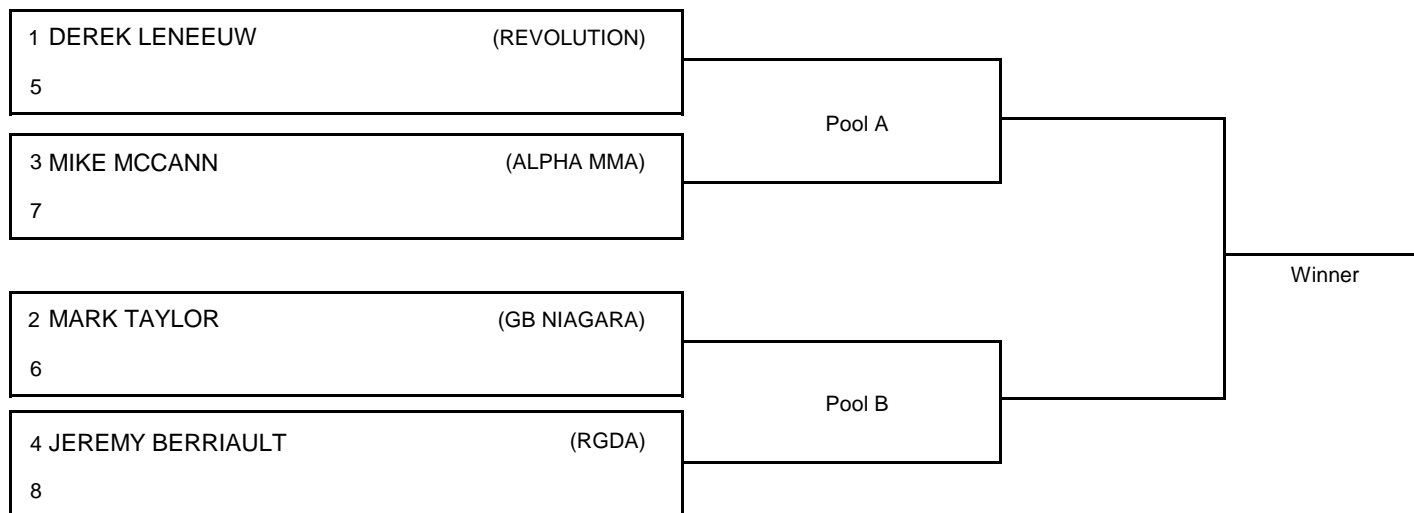 1 DEREK LENEEUW (REVOLUTION)
5
Pool A
3 MIKE MCCANN (ALPHA MMA)
7
Winner
2 MARK TAYLOR (GB NIAGARA)
6
Pool B
4 JEREMY BERRIAULT (RGDA)
8